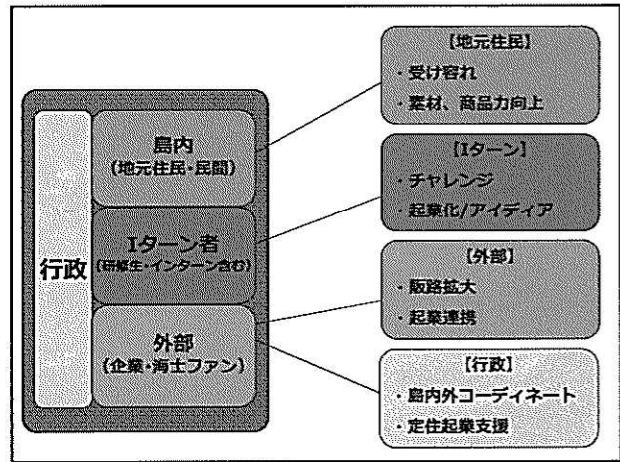 行政
島内
(地元住民・民間)
Iターン者
(研修生・インターン含む)
外部
(企業・海士ファン)
【地元住民】
・受け容れ
・素材、商品力向上
【Iターン】
・チャレンジ
・起業化/アイディア
【外部】
・販路拡大
・起業連携
【行政】
・島内外コーディネート
・定住起業支援